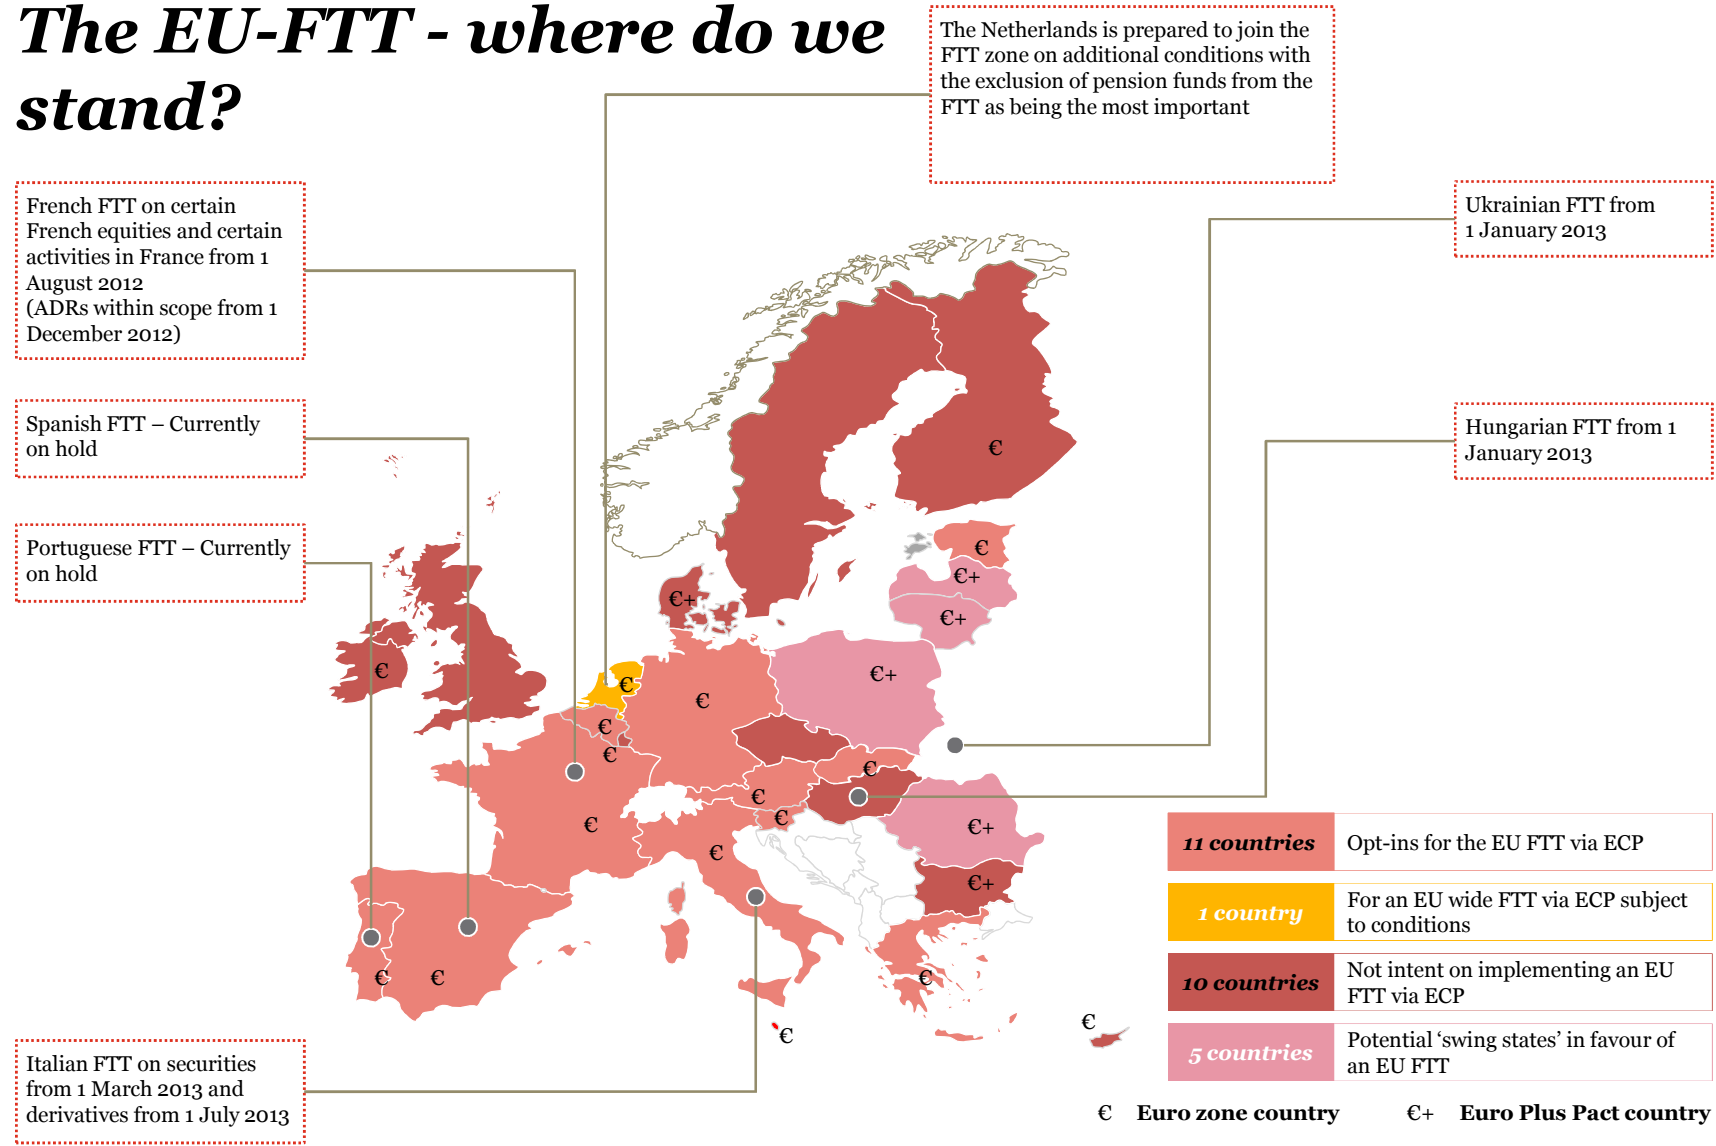 The EU-FTT - where do we
stand?
The Netherlands is prepared to join the
FTT zone on additional conditions with
the exclusion of pension funds from the
FTT as being the most important
French FTT on certain
French equities and certain
activities in France from 1
August 2012
(ADRs within scope from 1
December 2012)
Ukrainian FTT from
1 January 2013
Spanish FTT – Currently
on hold
Hungarian FTT from 1
January 2013
Portuguese FTT – Currently
on hold
€
€
€+
€+
€+
€
€
€+
€
€
€
€
€
€
€
€+
€
€
€+
€
€
€
€
€
11 countries Opt-ins for the EU FTT via ECP
1 country For an EU wide FTT via ECP subject
to conditions
10 countries Not intent on implementing an EU
FTT via ECP
5 countries Potential ‘swing states’ in favour of
an EU FTT
€ Euro zone country €+ Euro Plus Pact country
Italian FTT on securities
from 1 March 2013 and
derivatives from 1 July 2013